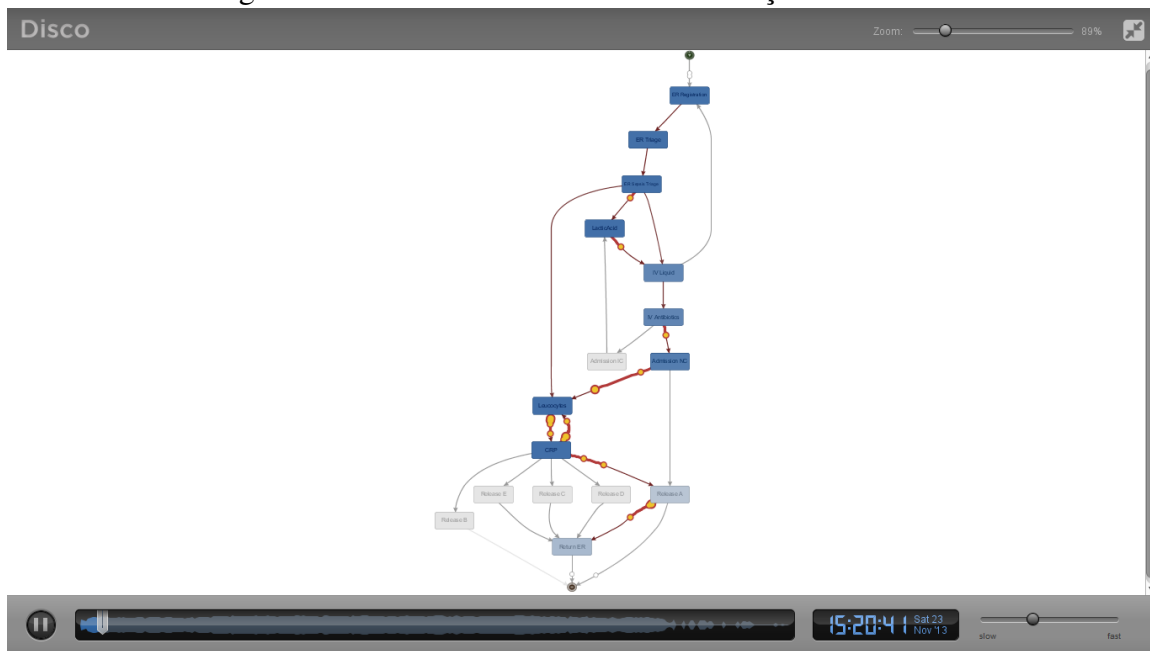 Disco
Zoom:
89%
ER Registration
ER Triage
ER Sepsis Triage
LacticAcid
IV Liquid
IV Antibiotics
Admission IC
Admission NC
Leucocytes
CRP
Release E
Release C
Release D
Release A
Release B
Return ER
15:20:41
Sat 23
Nov '13
slow
fast